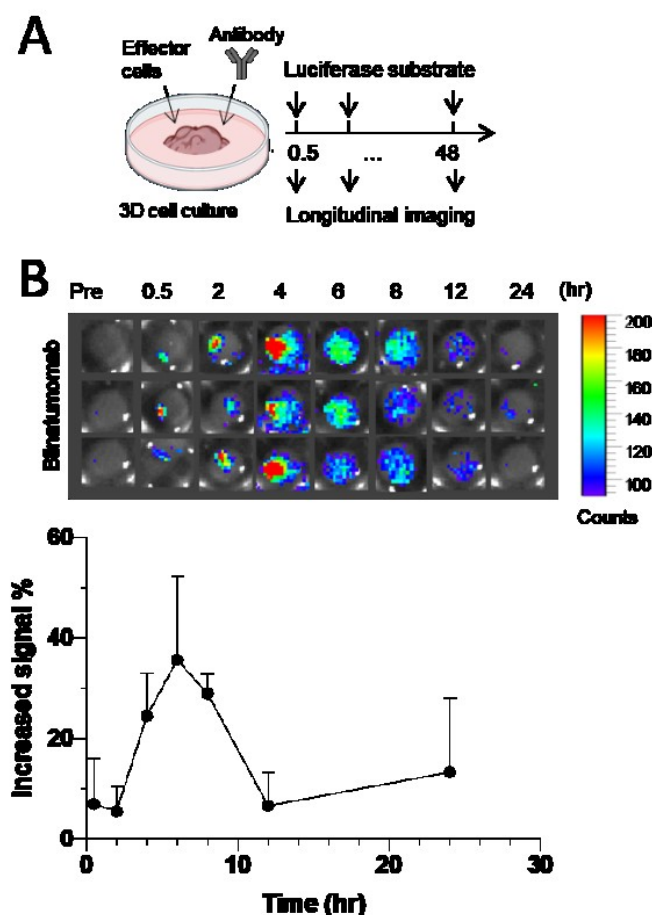 A
Antibody
Effector
cells
Luciferase substrate
0.5 ... 48
3D cell culture
Longitudinal imaging
B
Pre 0.5 2 4 6 8 12 24 (hr)
Blinatumomab
200
180
160
140
120
100
Counts
60
40
20
0
0 10 20 30
Increased signal %
Time (hr)